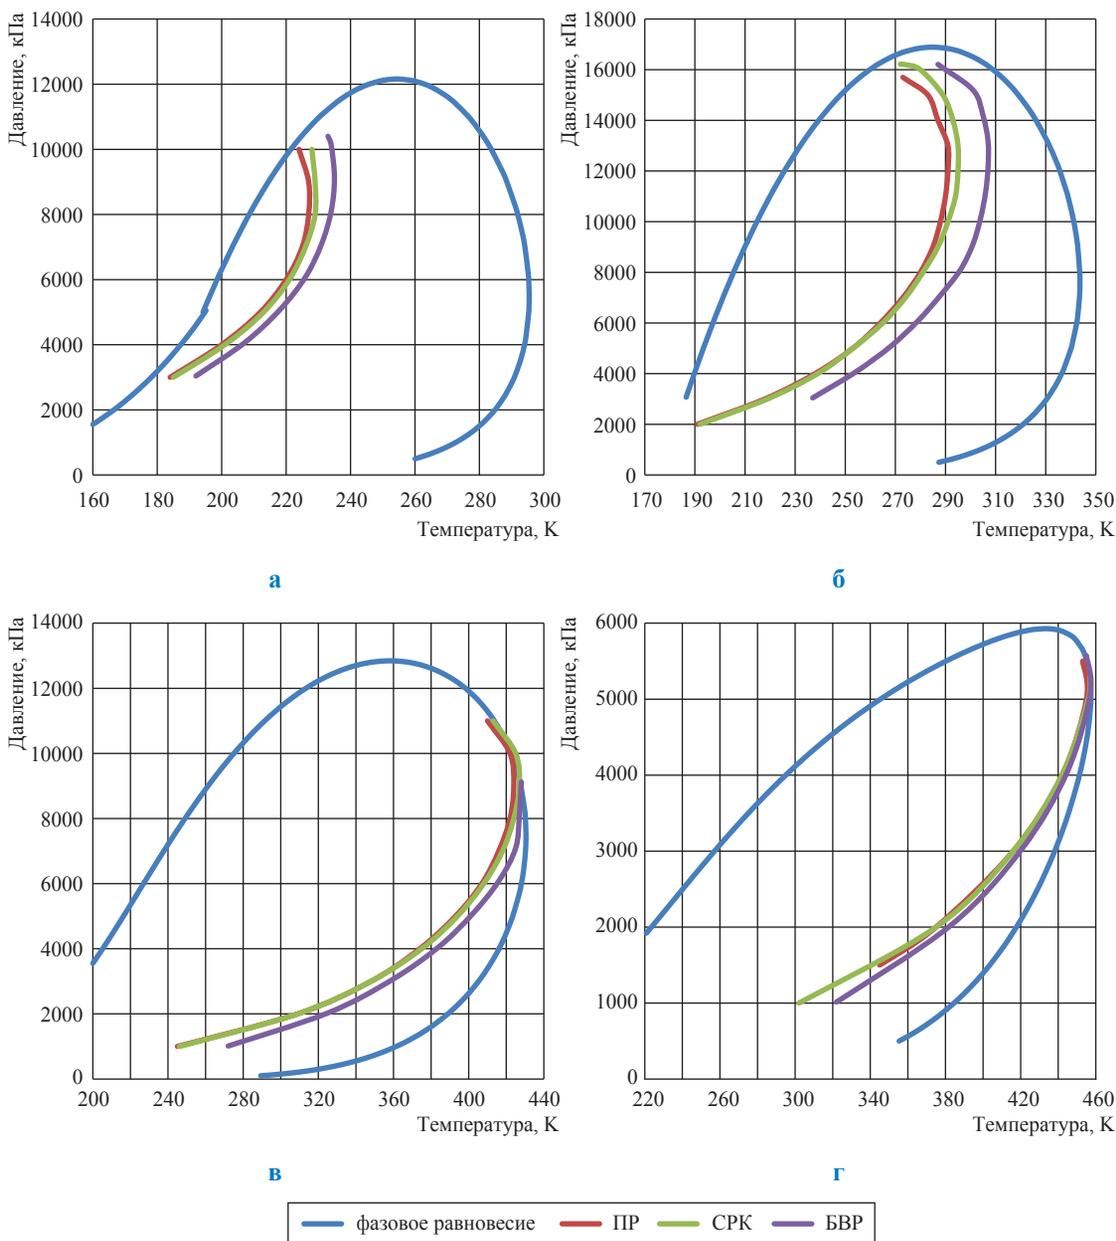 Давление, кПа
14000
12000
10000
8000
6000
4000
2000
0
160 180 200 220 240 260 280 300
Температура, К
а
Давление, кПа
18000
16000
14000
12000
10000
8000
6000
4000
2000
0
170 190 210 230 250 270 290 310 330 350
Температура, К
б
Давление, кПа
14000
12000
10000
8000
6000
4000
2000
0
200 240 280 320 360 400 440
Температура, К
в
Давление, кПа
6000
5000
4000
3000
2000
1000
0
220 260 300 340 380 420 460
Температура, К
г
фазовое равновесие ПР СРК БВР